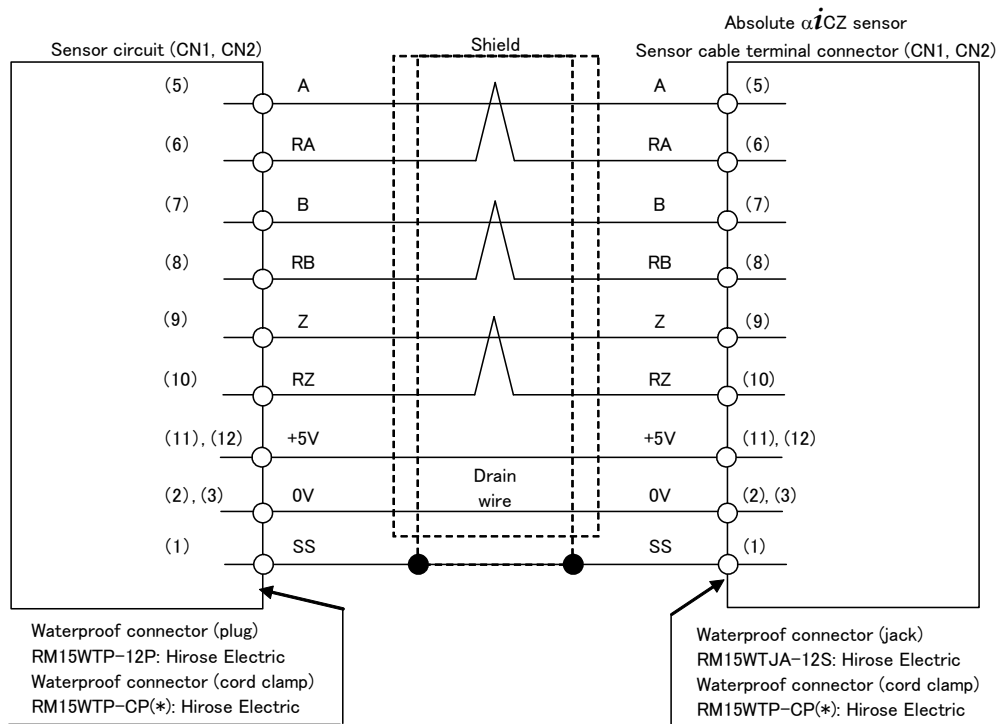 Absolute αiCZ sensor
Sensor circuit (CN1, CN2)
Shield
Sensor cable terminal connector (CN1, CN2)
(5) A A (5)
(6) RA RA (6)
(7) B B (7)
(8) RB RB (8)
(9) Z Z (9)
(10) RZ RZ (10)
(11), (12) +5V +5V (11), (12)
Drain
wire
(2), (3) 0V 0V (2), (3)
(1) SS SS (1)
Waterproof connector (plug)
RM15WTP-12P: Hirose Electric
Waterproof connector (cord clamp)
RM15WTP-CP(*): Hirose Electric
Waterproof connector (jack)
RM15WTJA-12S: Hirose Electric
Waterproof connector (cord clamp)
RM15WTP-CP(*): Hirose Electric